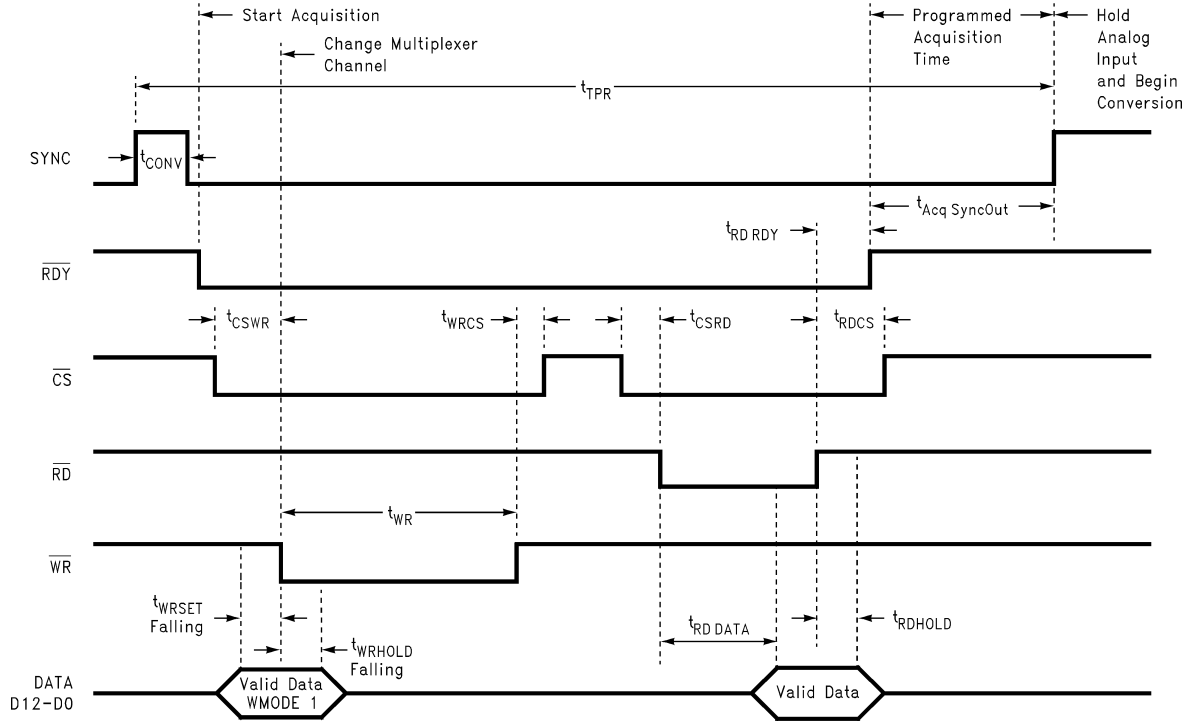 Start Acquisition
Change Multiplexer
Channel
Programmed
Acquisition
Time
Hold
Analog
Input
and Begin
Conversion
tTPR
SYNC
tCONV
tAcq SyncOut
tRD RDY
RDY
tCSWR
tWRCS
tCSRD
tRDCS
CS
RD
tWR
WR
tWRSET
Falling
tWRHOLD
Falling
tRD DATA
tRDHOLD
DATA
D12-D0
Valid Data
WMODE 1
Valid Data